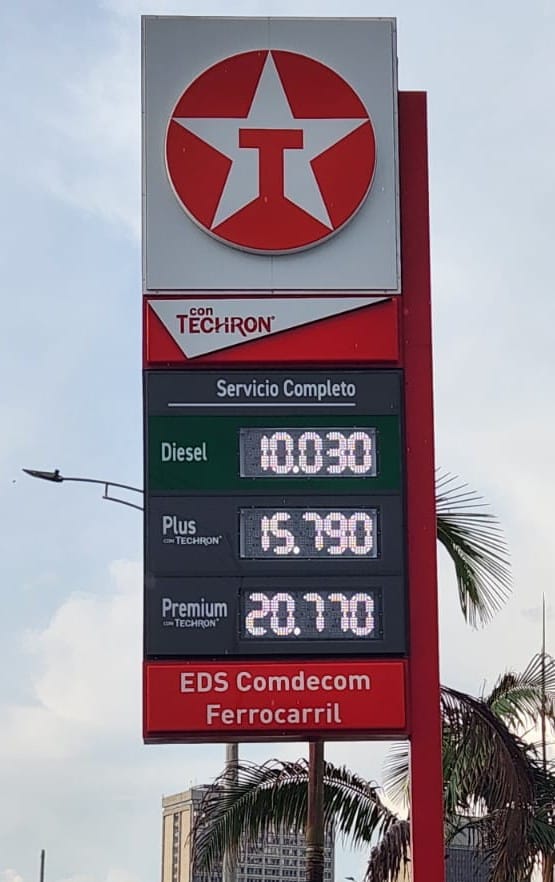 T
con
TECHRON®
Servicio Completo
Diesel 10.030
Plus 15.790
CON TECHRON®
Premium 20.770
CON TECHRON®
EDS Comdecom
Ferrocarril